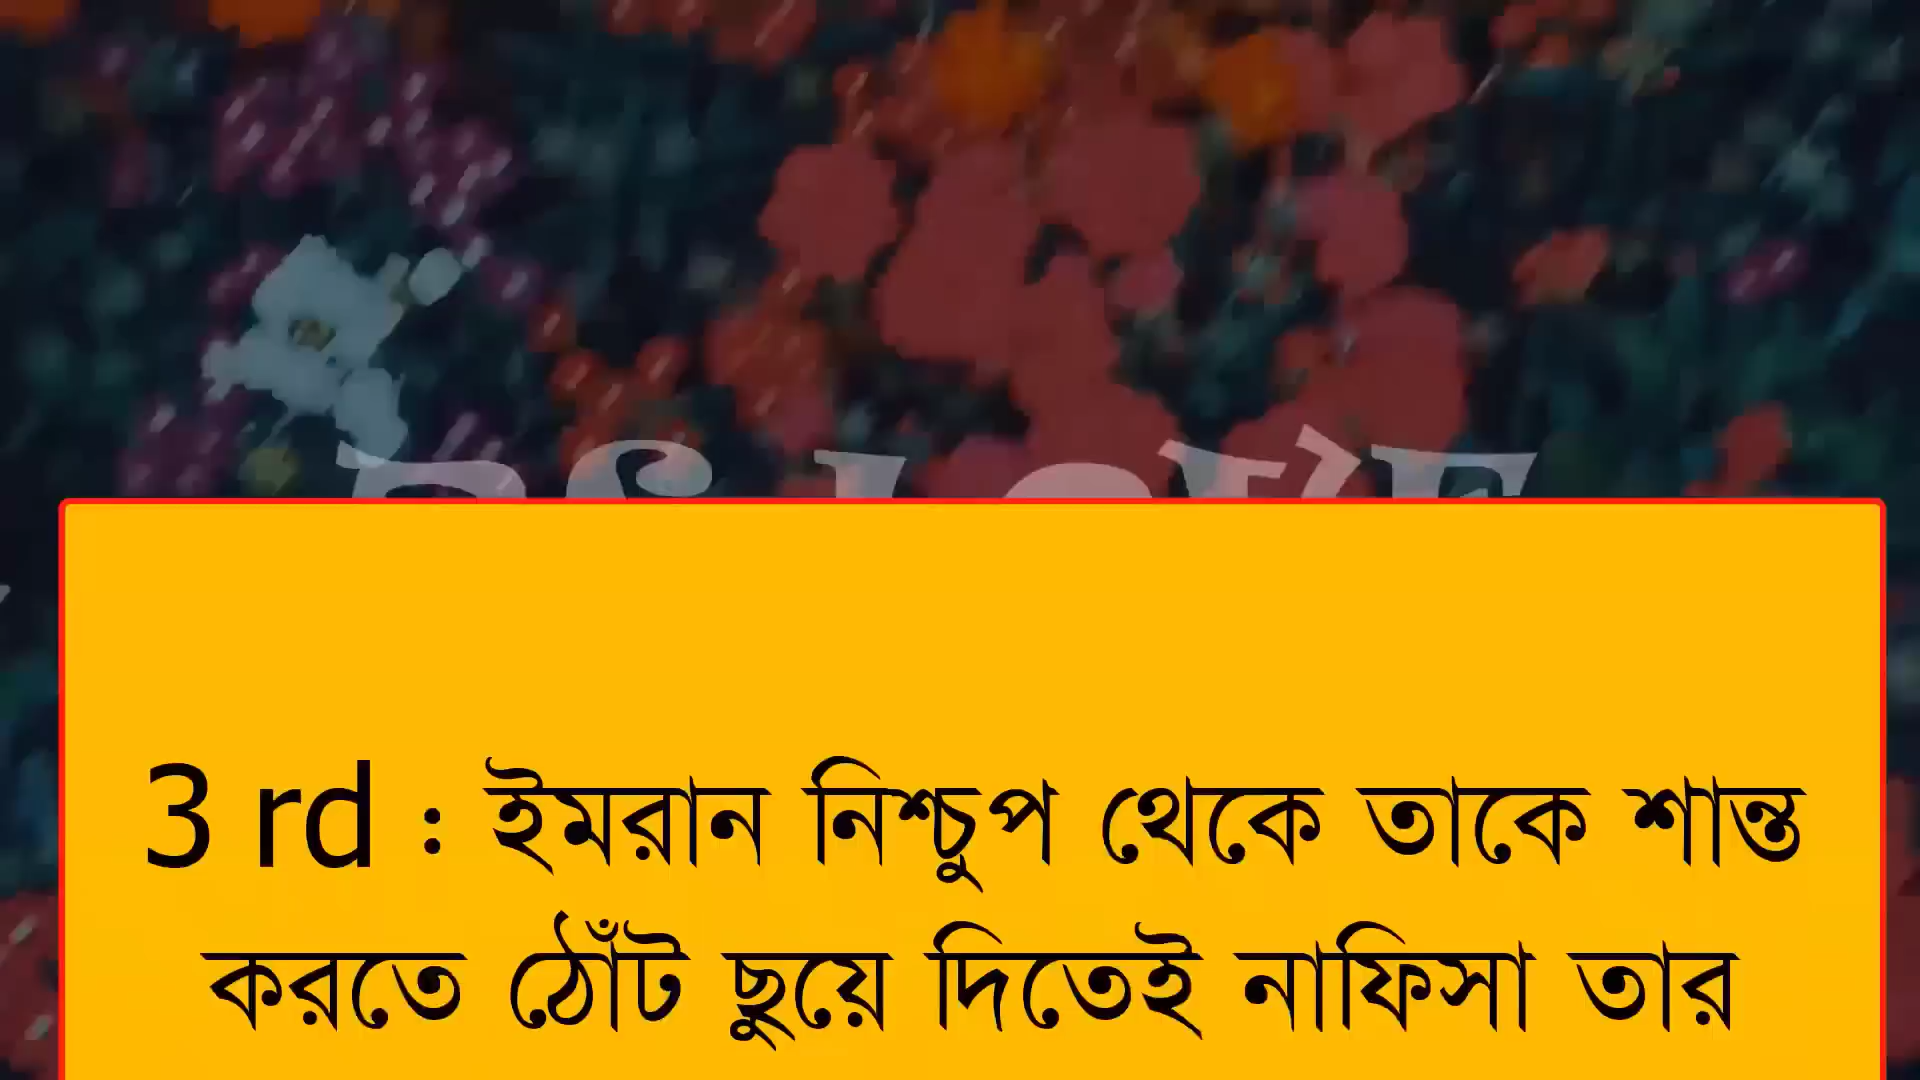 3 rd : ইমরান নিশ্চুপ থেকে তাকে শান্ত
করতে ঠোঁট ছুয়ে দিতেই নাফিসা তার